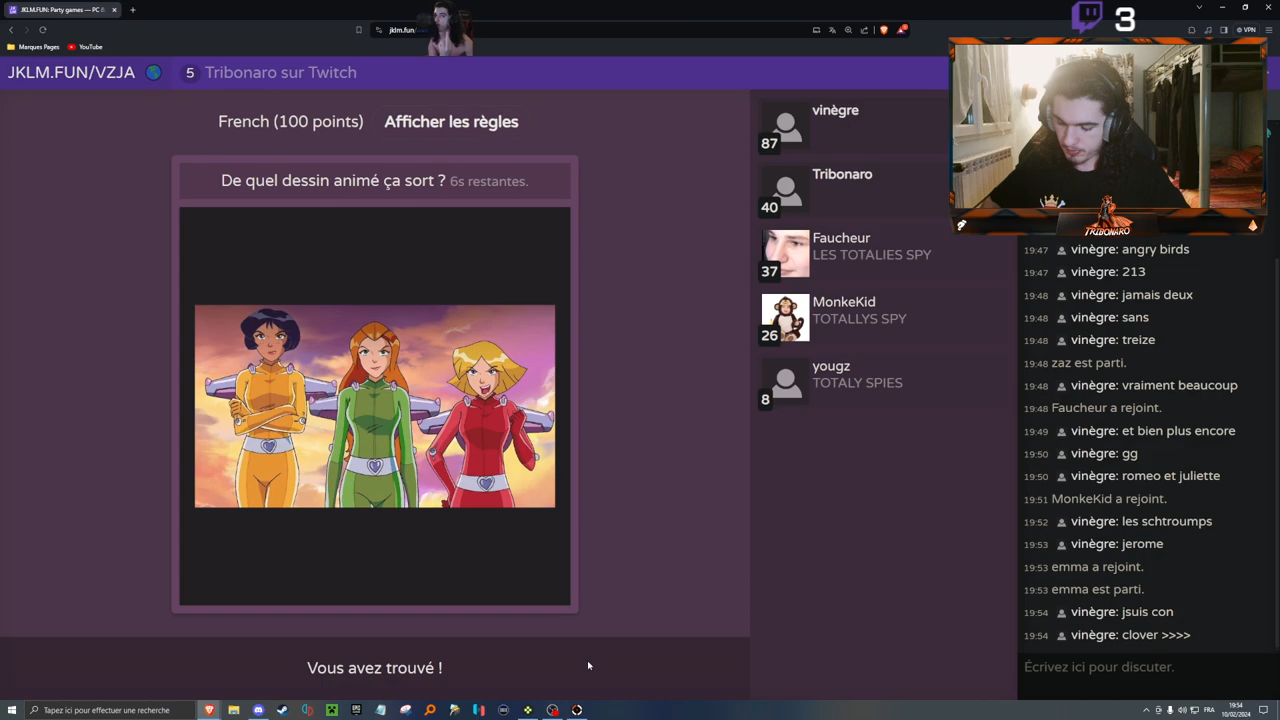 JKLM.FUN: Party games — PC &
3
jklm.fun/
VPN
Marques Pages
YouTube
JKLM.FUN/VZJA
5 Tribonaro sur Twitch
French (100 points) Afficher les règles
De quel dessin animé ça sort ? 6s restantes.
Vous avez trouvé !
vinègre
87
Tribonaro
40
Faucheur
LES TOTALIES SPY
37
MonkeKid
TOTALLYS SPY
26
yougz
TOTALY SPIES
8
TRIBONARO
19:47 vinègre: angry birds
19:47 vinègre: 213
19:48 vinègre: jamais deux
19:48 vinègre: sans
19:48 vinègre: treize
19:48 zaz est parti.
19:48 vinègre: vraiment beaucoup
19:48 Faucheur a rejoint.
19:49 vinègre: et bien plus encore
19:50 vinègre: gg
19:50 vinègre: romeo et juliette
19:51 MonkeKid a rejoint.
19:52 vinègre: les schtroumps
19:53 vinègre: jerome
19:53 emma a rejoint.
19:53 emma est parti.
19:54 vinègre: jsuis con
19:54 vinègre: clover >>>>
Écrivez ici pour discuter.
Tapez ici pour effectuer une recherche
FRA
19:54
10/02/2024